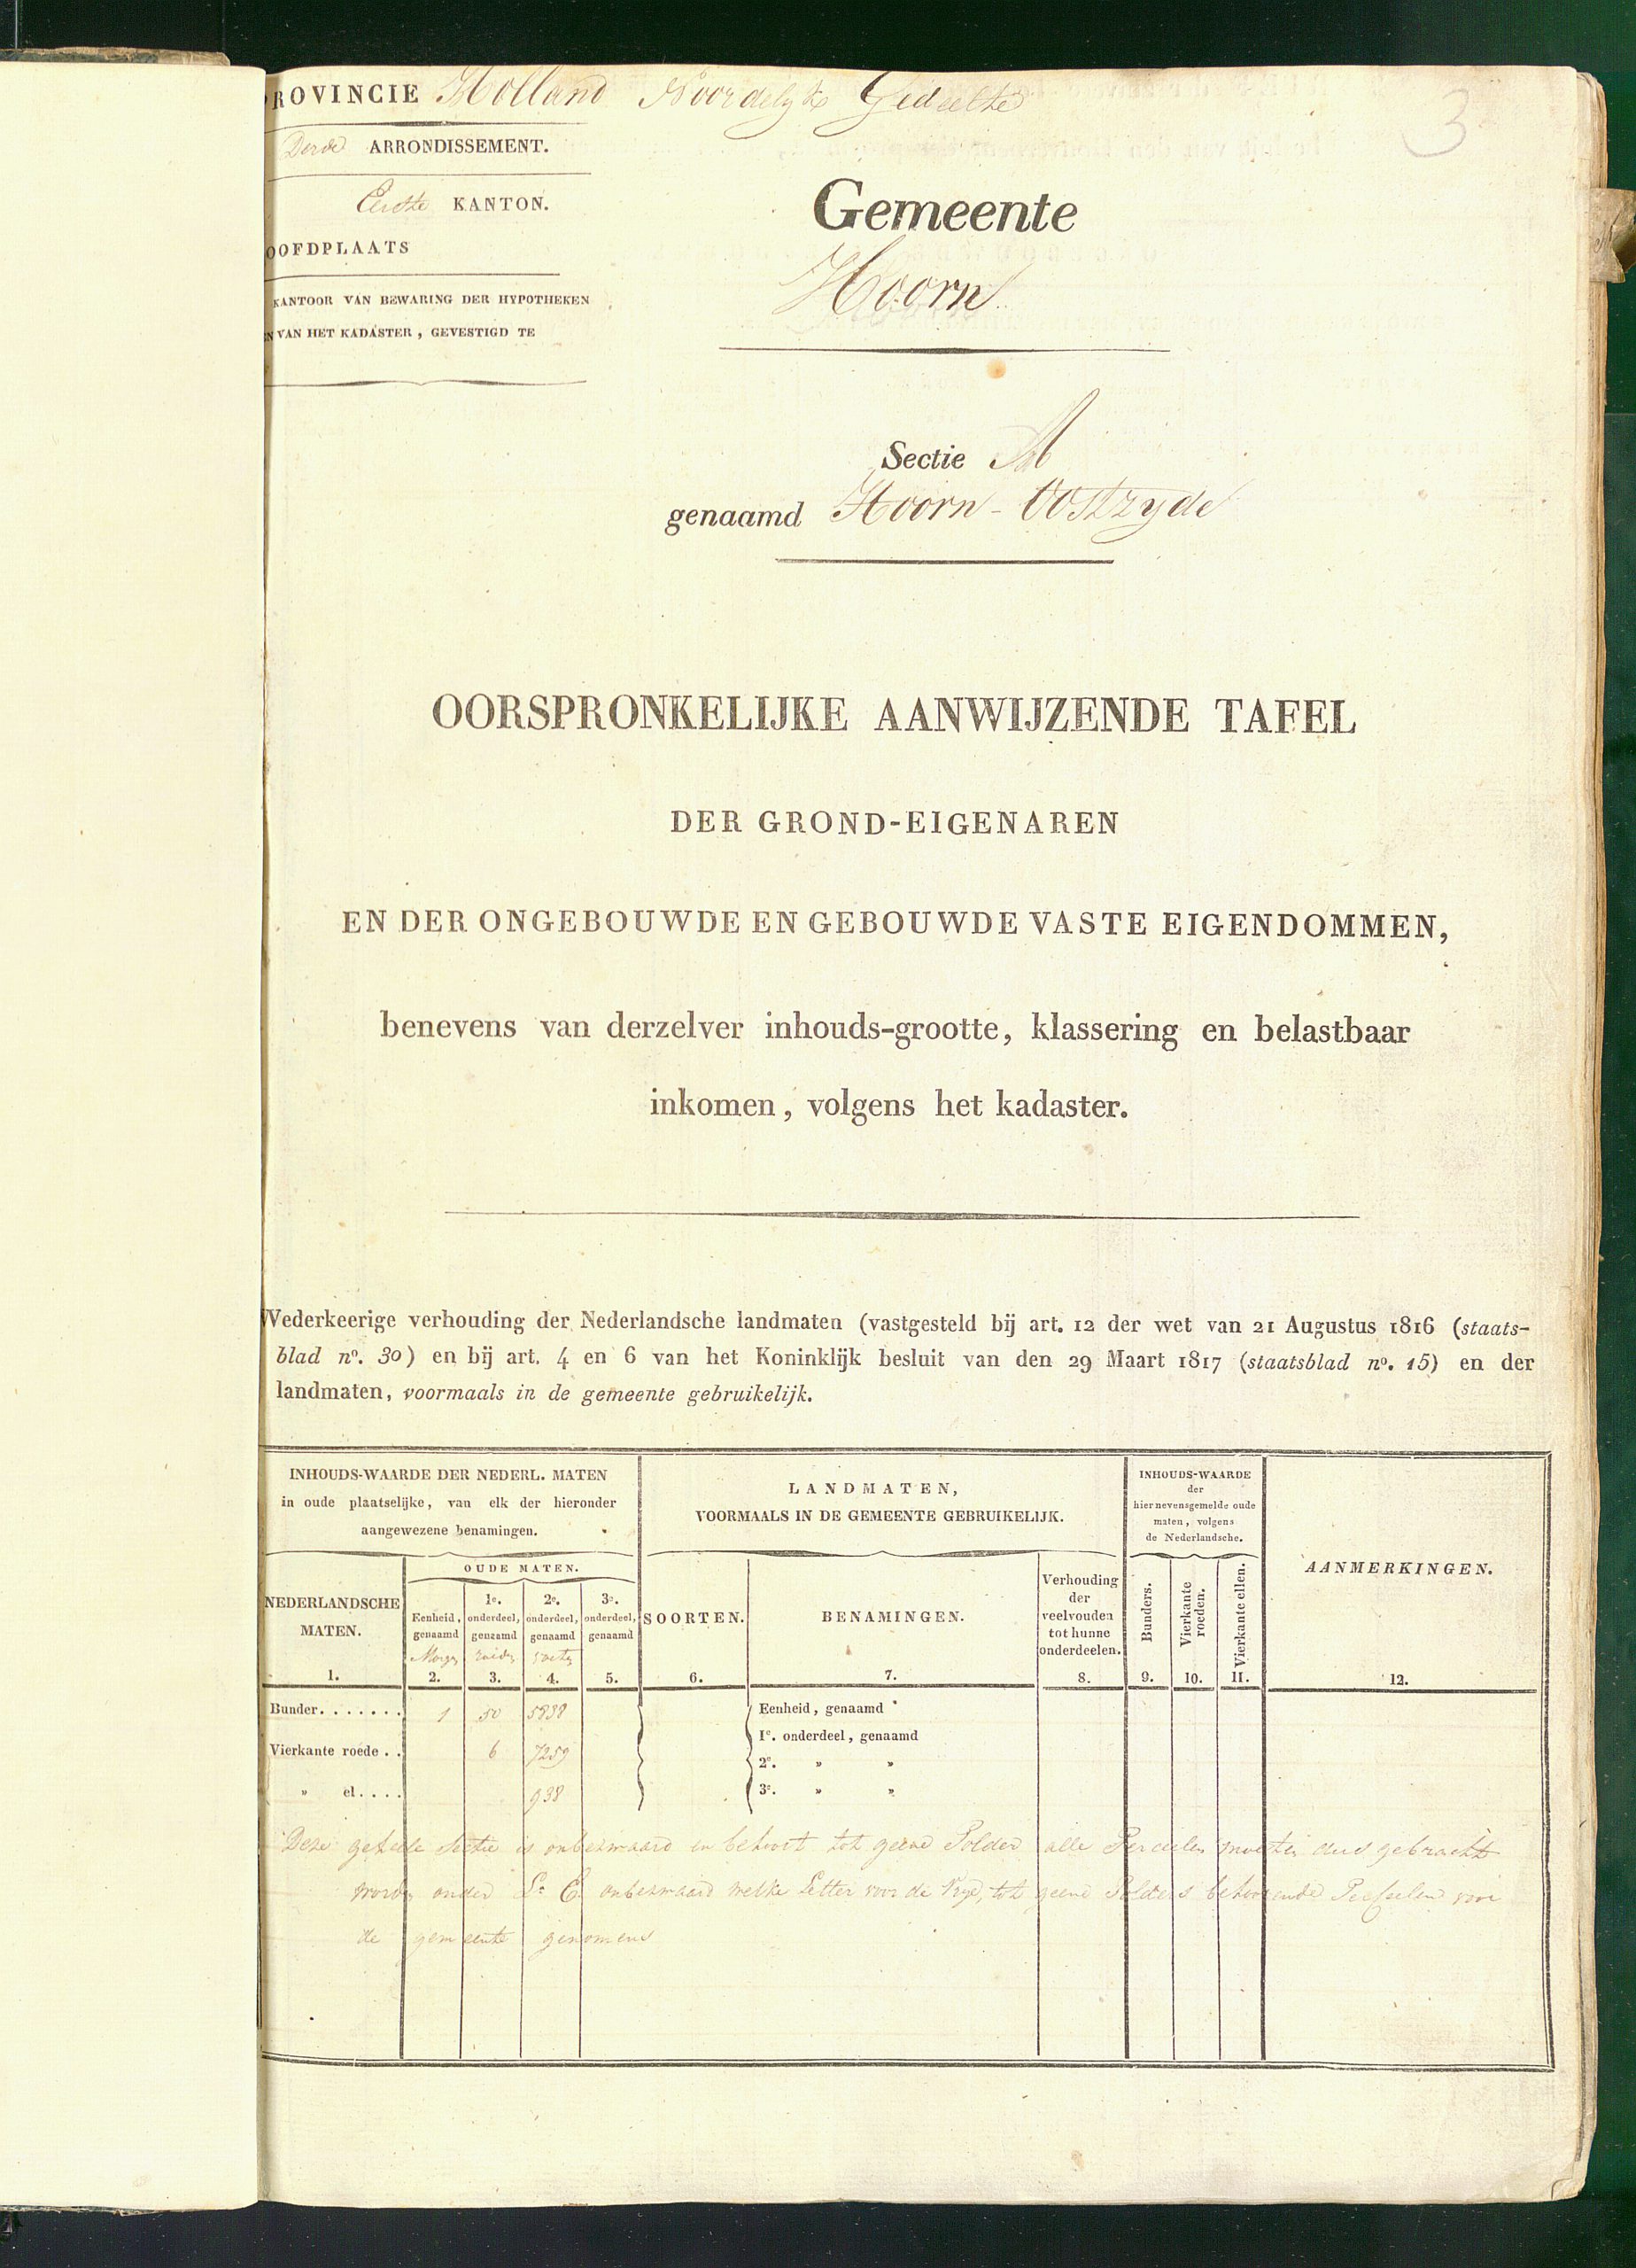 ROVINCIE Holland Noordelyk Gedeelte
3
Derde ARRONDISSEMENT.
Eerste KANTON.
OOFDPLAATS
KANTOOR VAN BEWARING DER HYPOTHEKEN
EN VAN HET KADASTER, GEVESTIGD TE
Gemeente
Hoorn
Sectie A
genaamd Hoorn-Oostzyde
OORSPRONKELIJKE AANWIJZENDE TAFEL
DER GROND-EIGENAREN
EN DER ONGEBOUWDE EN GEBOUWDE VASTE EIGENDOMMEN,
benevens van derzelver inhouds-grootte, klassering en belastbaar
inkomen, volgens het kadaster.
Wederkeerige verhouding der Nederlandsche landmaten (vastgesteld bij art. 12 der wet van 21 Augustus 1816 (staats-
blad no. 30) en bij art. 4 en 6 van het Koninklijk besluit van den 29 Maart 1817 (staatsblad no. 15) en der
landmaten, voormaals in de gemeente gebruikelijk.
INHOUDS-WAARDE DER NEDERL. MATEN
in oude plaatselijke, van elk der hieronder
aangewezene benamingen.
OUDE MATEN.
NEDERLANDSCHE
MATEN.
1.
Eenheid,
genaamd
Morgen
2.
1e.
onderdeel,
genaamd
roeden
3.
2e.
onderdeel,
genaamd
voeten
4.
3e.
onderdeel,
genaamd
5.
LANDMATEN,
VOORMAALS IN DE GEMEENTE GEBRUIKELIJK.
SOORTEN.
6.
BENAMINGEN.
7.
Verhouding
der
veelvouden
tot hunne
onderdeelen.
8.
INHOUDS-WAARDE
der
hiernevensgemelde oude
maten, volgens
de Nederlandsche.
Bunders.
9.
Vierkante
roeden.
10.
Vierkante ellen.
11.
AANMERKINGEN.
12.
Bunder. . . . . . . 1 50 5838
Vierkante roede . . 6 7259
" el. . . . 938
Eenheid, genaamd
1e. onderdeel, genaamd
2e. " "
3e. " "
Deze geheele Sectie is onbezwaard en behoort tot geene Polder alle Perceelen moeten dus gebracht
worden onder La E. onbezwaard welke Letter voor de Vrye, tot geene Polders behoorende Perceelen voor
de gemeente genomen